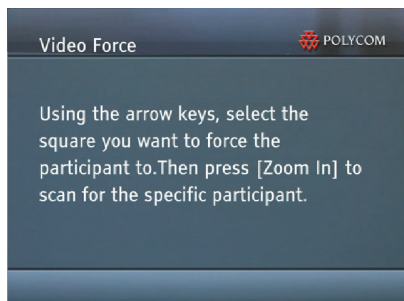 Video Force
POLYCOM
Using the arrow keys, select the
square you want to force the
participant to.Then press [Zoom In] to
scan for the specific participant.